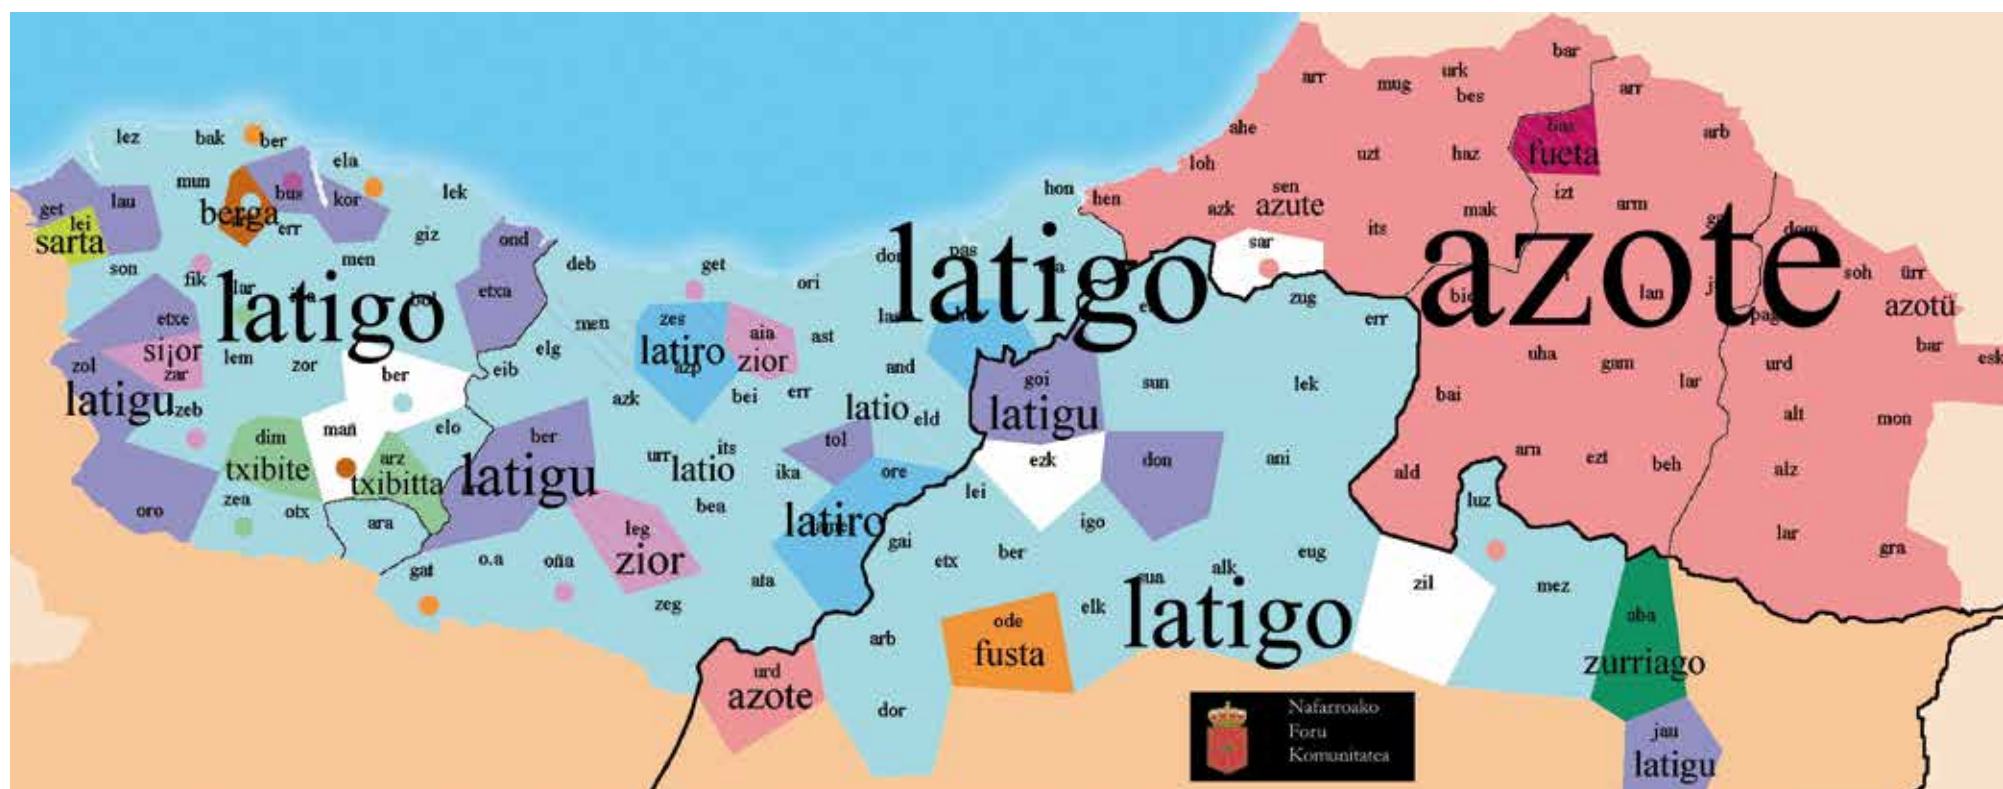 bar
arr
mug
urk
bes
arr
lez
bak
ber
ahe
bas
fueta
arb
ela
loh
uzt
haz
mun
bus
kor
lek
hon
hen
sen
izt
get
lau
lei
sarta
berga
err
azk
azute
mak
arm
its
giz
ond
sar
son
men
deb
get
pas
fik
etxa
ori
zug
soh
ürr
latigo
latigo
azote
err
lan
azotü
etxe
men
zes
aia
ast
pag
si¡or
zar
lem
zor
elg
latiro
azp
zior
uha
bar
esk
zol
ber
eib
and
goi
sun
lek
gam
lar
urd
latigu
zeb
azk
bei
err
latio
eld
latigu
bai
alt
mon
dim
mañ
elo
ber
tol
txibite
arz
txibitta
latigu
urr
its
latio
ika
ore
ezk
don
ani
ald
arn
ezt
beh
alz
zea
otx
oro
ara
bea
latiro
lei
igo
luz
leg
zior
gai
etx
ber
eug
lar
gra
gat
o.a
oña
ata
sua
alk
zil
mez
zeg
elk
latigo
ode
fusta
arb
aba
zurriago
urd
azote
dor
jau
latigu
Nafarroako
Foru
Komunitatea